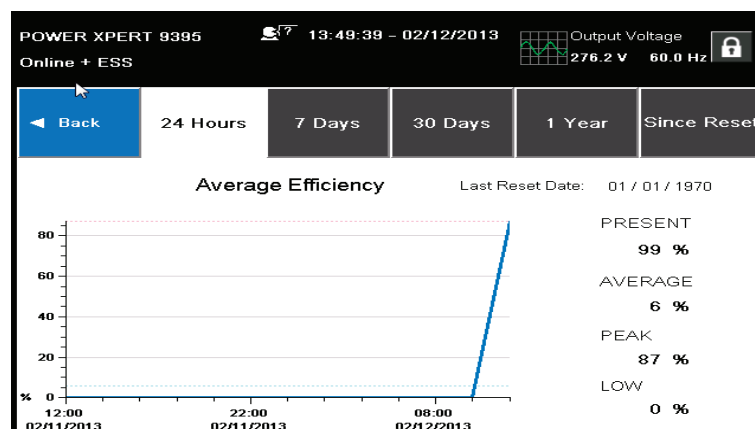 POWER XPERT 9395
? 13:49:39 - 02/12/2013
Output Voltage
Online + ESS
276.2 V 60.0 Hz
◄ Back
24 Hours
7 Days
30 Days
1 Year
Since Reset
Average Efficiency
Last Reset Date: 01 / 01 / 1970
80
60
40
20
% 0
12:00
02/11/2013
22:00
02/11/2013
08:00
02/12/2013
PRESENT
99 %
AVERAGE
6 %
PEAK
87 %
LOW
0 %